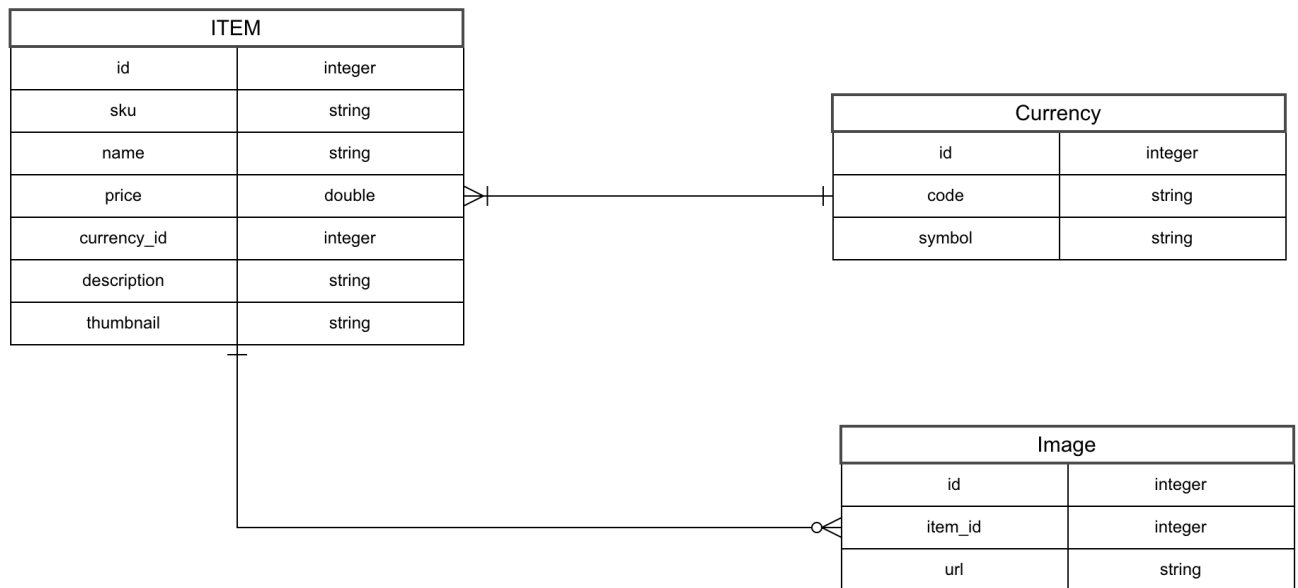 ITEM
id integer
sku string
name string
price double
currency_id integer
description string
thumbnail string
Currency
id integer
code string
symbol string
Image
id integer
item_id integer
url string